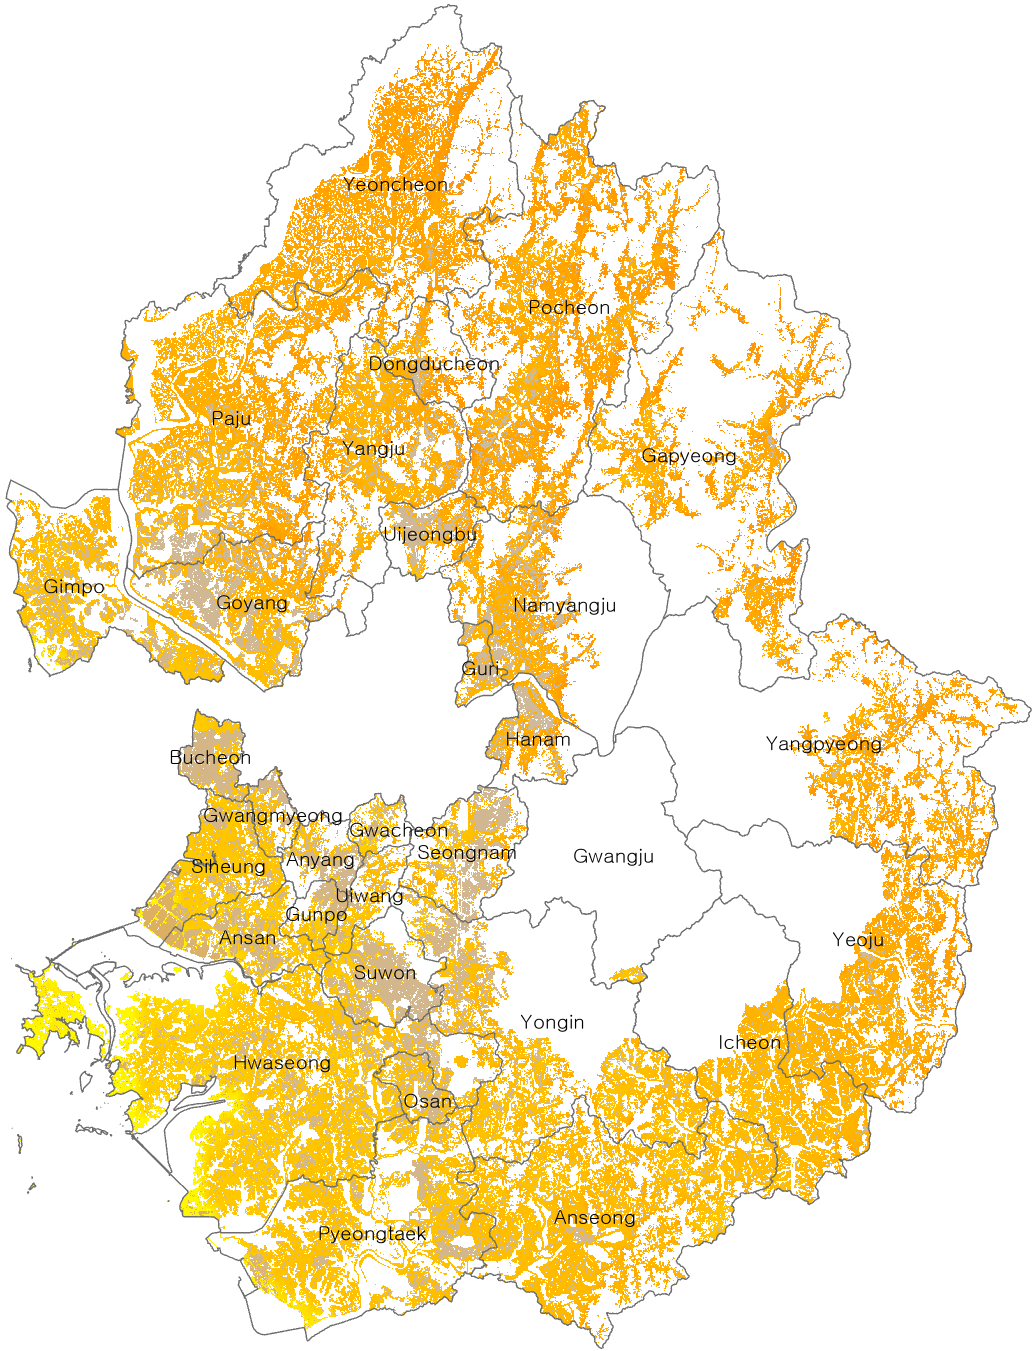 Yeoncheon
Pocheon
Dongducheon
Paju
Yangju
Gapyeong
Uijeongbu
Gimpo
Goyang
Namyangju
Guri
Hanam
Yangpyeong
Bucheon
Gwangmyeong
Gwacheon
Seongnam
Gwangju
Anyang
Siheung
Uiwang
Gunpo
Ansan
Yeoju
Suwon
Yongin
Icheon
Hwaseong
Osan
Anseong
Pyeongtaek